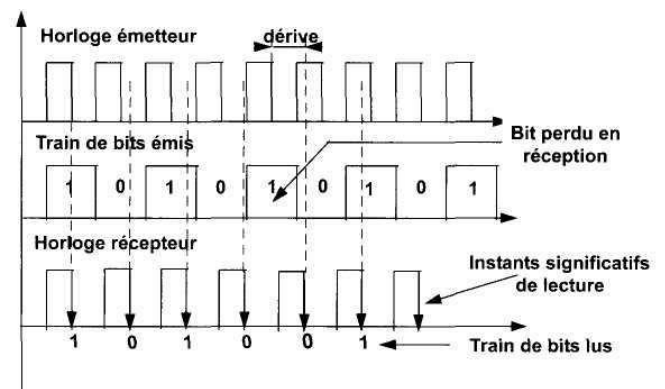 Horloge émetteur
dérive
Train de bits émis
Bit perdu en
réception
1 0 1 0 1 0 1 0 1
Horloge récepteur
Instants significatifs
de lecture
1 0 1 0 0 1
Train de bits lus